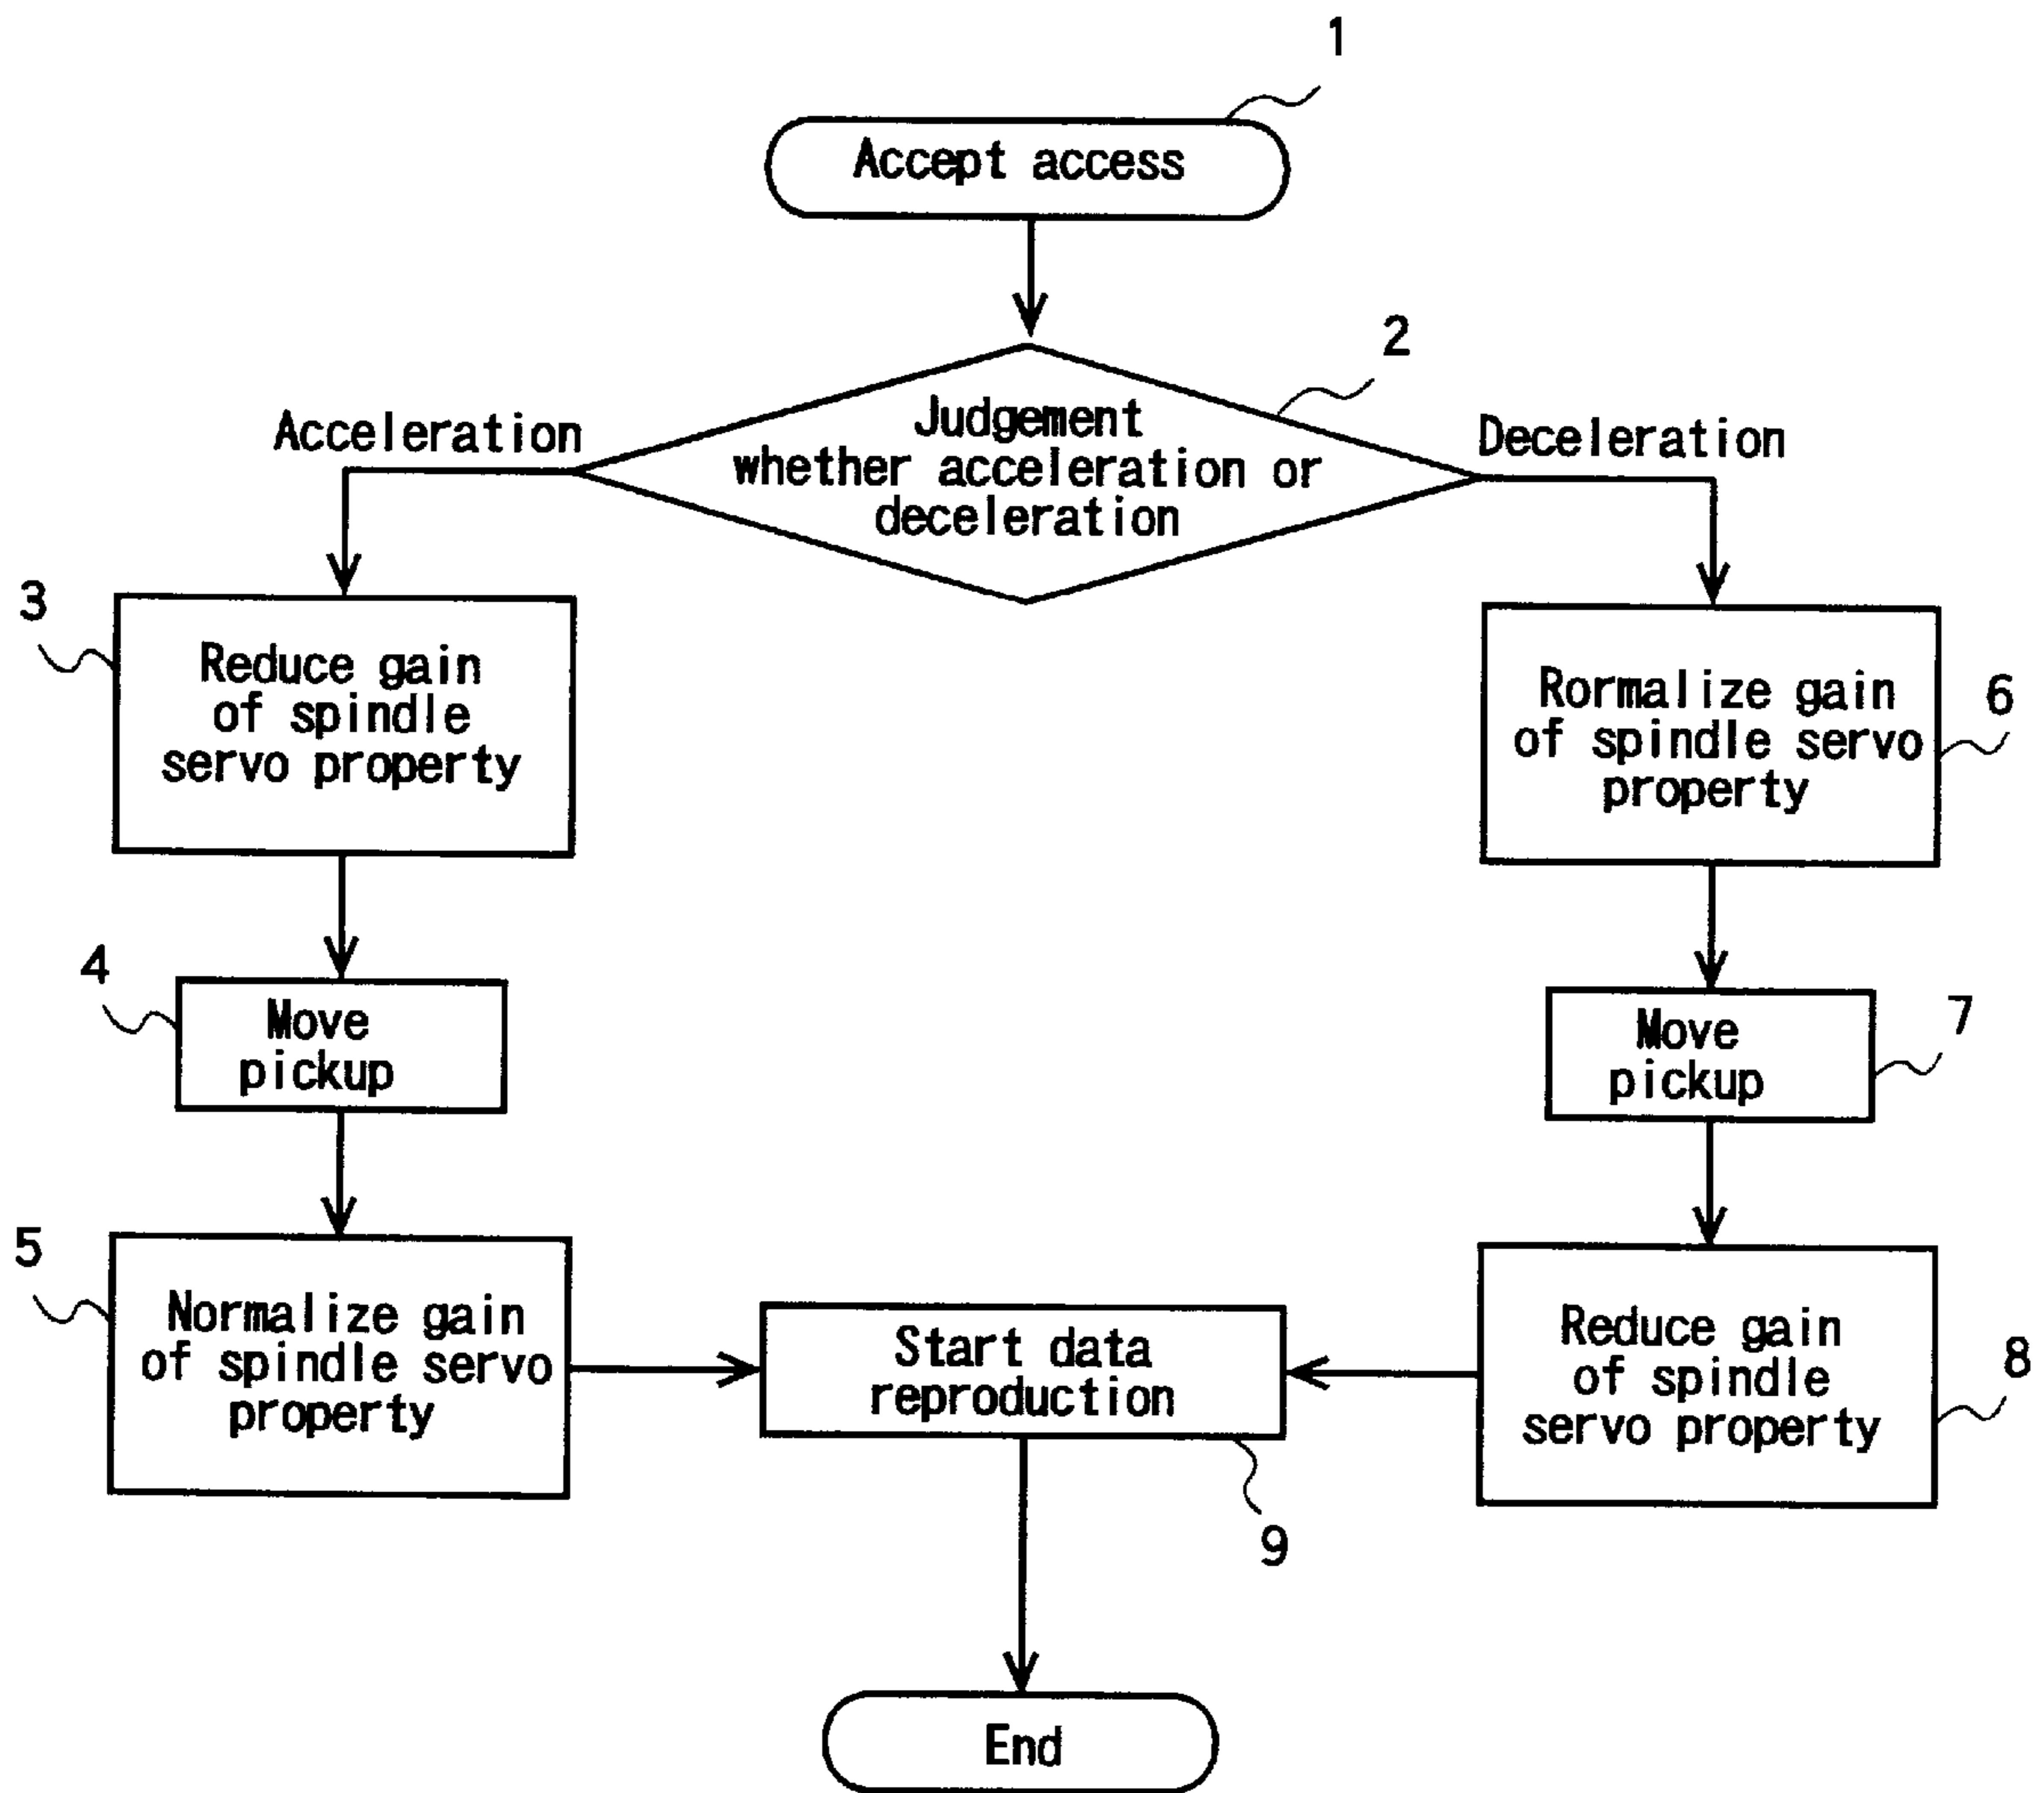 1
Accept access
2
Judgement
whether acceleration or
deceleration
Acceleration
Deceleration
3
Reduce gain
of spindle
servo property
6
Rormalize gain
of spindle servo
property
4
Move
pickup
7
Move
pickup
5
Normalize gain
of spindle servo
property
Start data
reproduction
9
8
Reduce gain
of spindle
servo property
End